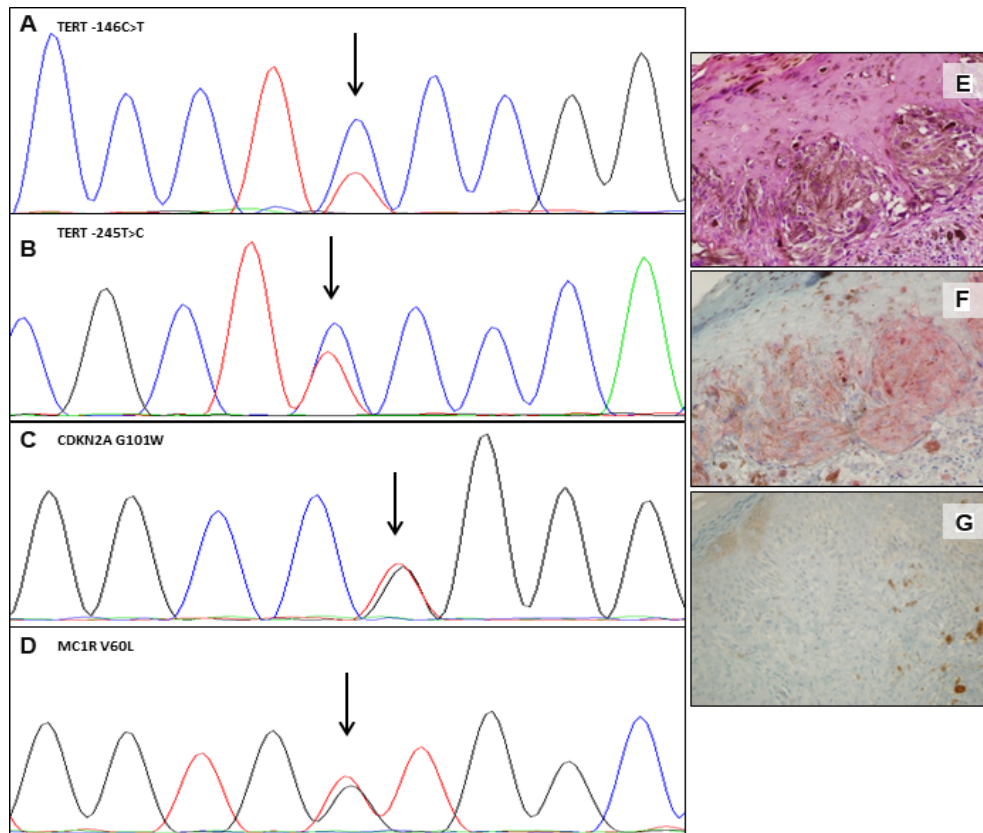 A TERT -146C>T
B TERT -245T>C
C CDKN2A G101W
D MC1R V60L
E
F
G